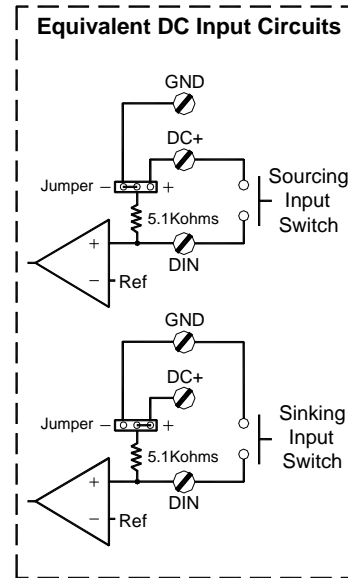 Equivalent DC Input Circuits
GND
DC+
Jumper − +
Sourcing
Input
Switch
5.1Kohms
+
DIN
− Ref
GND
DC+
Jumper − +
Sinking
Input
Switch
5.1Kohms
+
DIN
− Ref